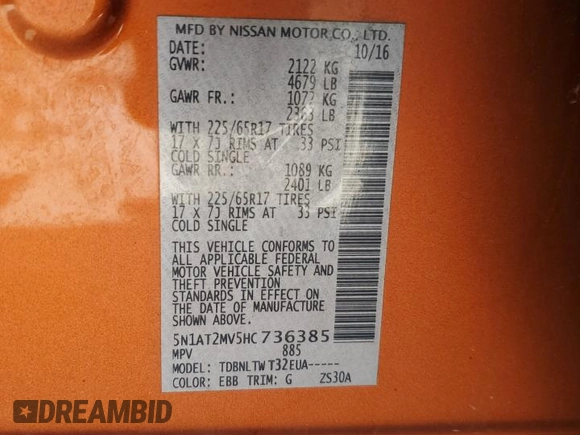 MFD BY NISSAN MOTOR CO., LTD.
DATE: 10/16
GVWR: 2122 KG
4679 LB
GAWR FR.: 1072 KG
2363 LB
WITH 225/65R17 TIRES
17 X 7J RIMS AT 33 PSI
COLD SINGLE
GAWR RR.: 1089 KG
2401 LB
WITH 225/65R17 TIRES
17 X 7J RIMS AT 33 PSI
COLD SINGLE
THIS VEHICLE CONFORMS TO
ALL APPLICABLE FEDERAL
MOTOR VEHICLE SAFETY AND
THEFT PREVENTION
STANDARDS IN EFFECT ON
THE DATE OF MANUFACTURE
SHOWN ABOVE.
5N1AT2MV5HC736385
MPV 885
MODEL: TDBNLTWT32EUA-----
COLOR: EBB TRIM: G ZS30A
DREAMBID